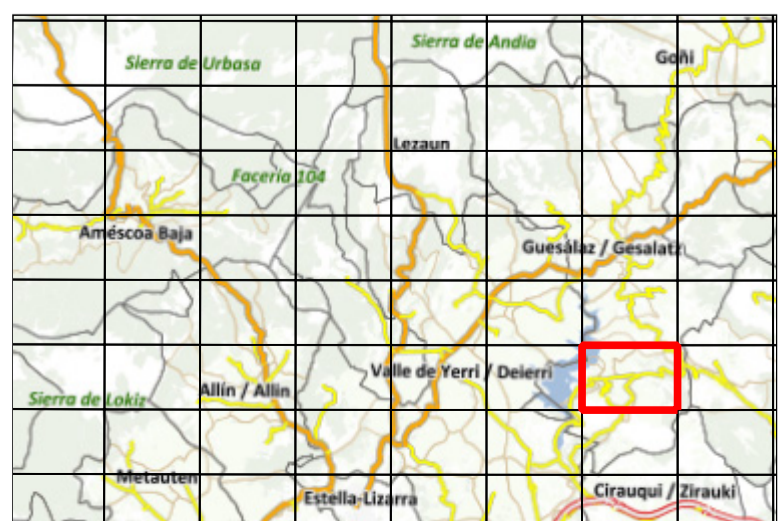 Sierra de Andia
Goñi
Sierra de Urbasa
Lezaun
Facería 104
Améscoa Baja
Guesálaz / Gesalatz
Valle de Yerri / Deierri
Allín / Allin
Sierra de Lokiz
Metauten
Estella-Lizarra
Cirauqui / Zirauki